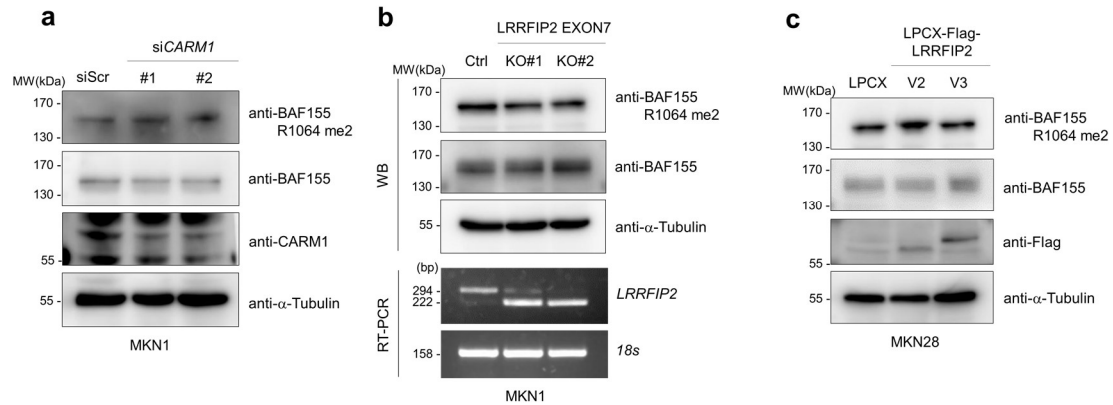 a
siCARM1
MW(kDa) siScr #1 #2
170 -
130 -
anti-BAF155
R1064 me2
170 -
130 -
anti-BAF155
55 -
anti-CARM1
55 -
anti-α-Tubulin
MKN1
b
LRRFIP2 EXON7
MW(kDa) Ctrl KO#1 KO#2
WB
170 -
130 -
anti-BAF155
R1064 me2
170 -
130 -
anti-BAF155
55 -
anti-α-Tubulin
RT-PCR
(bp)
294 -
222 -
LRRFIP2
158 -
18s
MKN1
c
LPCX-Flag-
LRRFIP2
MW(kDa) LPCX V2 V3
170 -
130 -
anti-BAF155
R1064 me2
170 -
130 -
anti-BAF155
55 -
anti-Flag
55 -
anti-α-Tubulin
MKN28